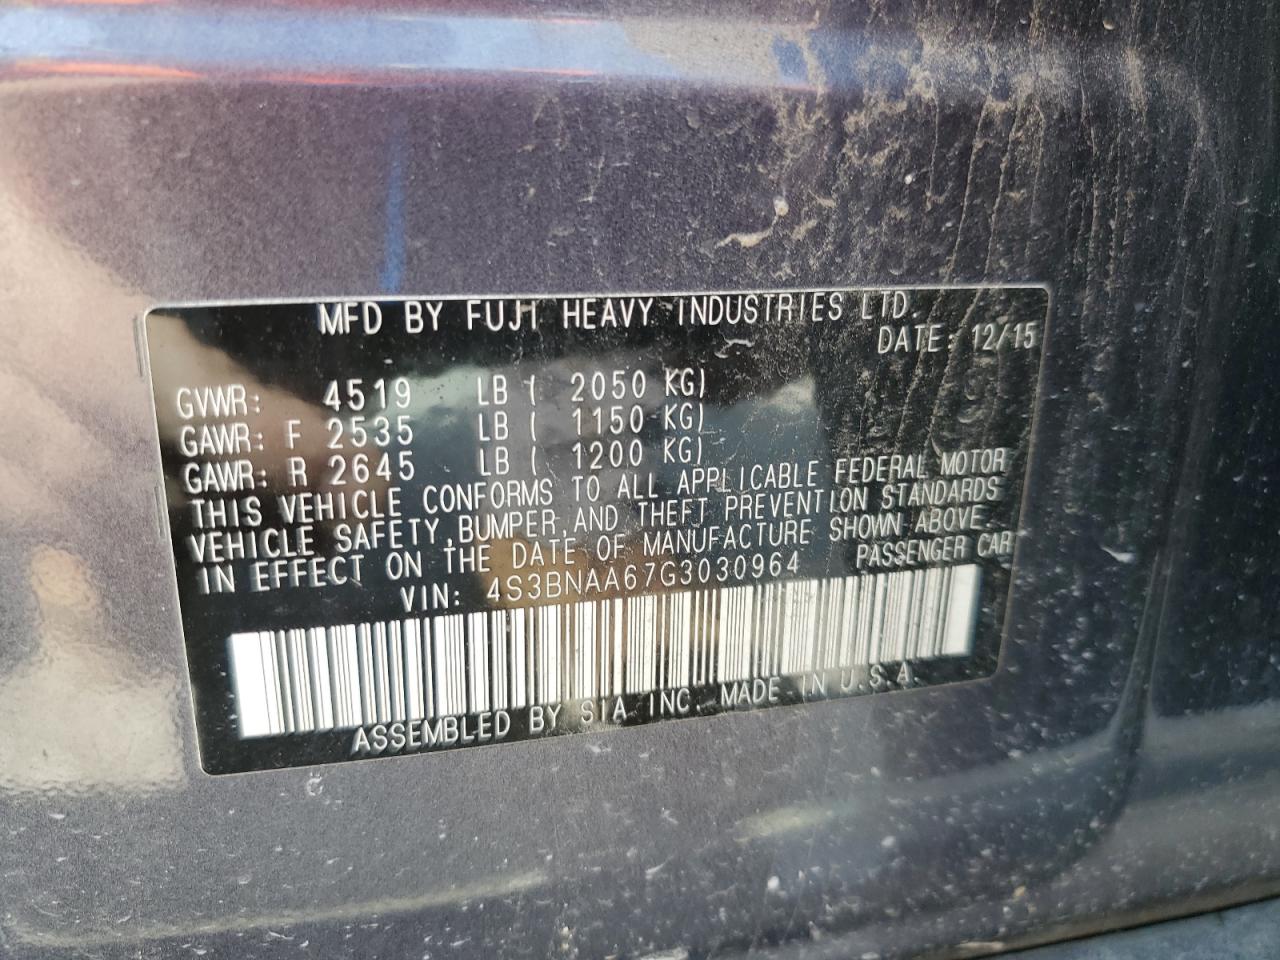 MFD BY FUJI HEAVY INDUSTRIES LTD.
DATE: 12/15
GVWR: 4519 LB ( 2050 KG)
GAWR: F 2535 LB ( 1150 KG)
GAWR: R 2645 LB ( 1200 KG)
THIS VEHICLE CONFORMS TO ALL APPLICABLE FEDERAL MOTOR
VEHICLE SAFETY,BUMPER,AND THEFT PREVENTION STANDARDS
IN EFFECT ON THE DATE OF MANUFACTURE SHOWN ABOVE.
VIN: 4S3BNAA67G3030964 PASSENGER CAR
ASSEMBLED BY SIA INC. MADE IN U.S.A.